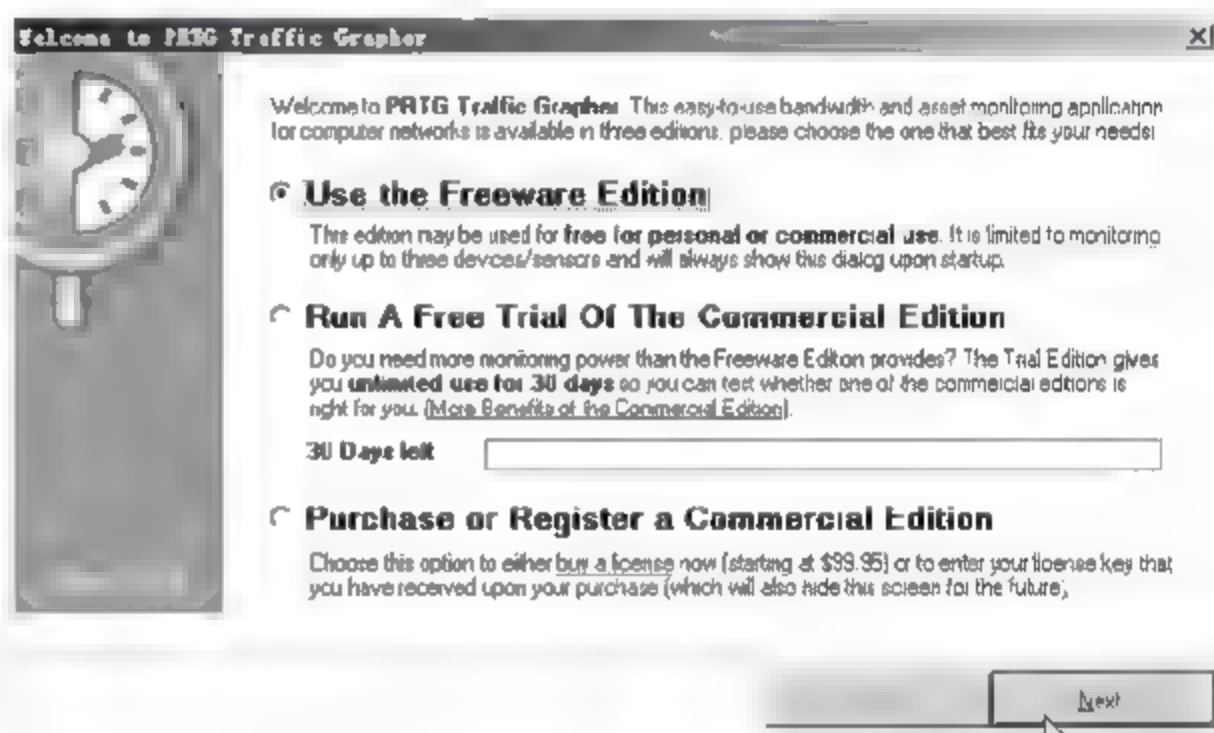 Welcome to PRTG Traffic Grapher
Welcome to PRTG Traffic Grapher. This easy-to-use bandwidth and asset monitoring application
for computer networks is available in three editions, please choose the one that best fits your needs:
Use the Freeware Edition
This edition may be used for free for personal or commercial use. It is limited to monitoring
only up to three devices/sensors and will always show this dialog upon startup.
Run A Free Trial Of The Commercial Edition
Do you need more monitoring power than the Freeware Edition provides? The Trial Edition gives
you unlimited use for 30 days so you can test whether one of the commercial editions is
right for you. (More Benefits of the Commercial Edition).
30 Days left
Purchase or Register a Commercial Edition
Choose this option to either buy a license now (starting at $99.95) or to enter your license key that
you have received upon your purchase (which will also hide this screen for the future).
Next